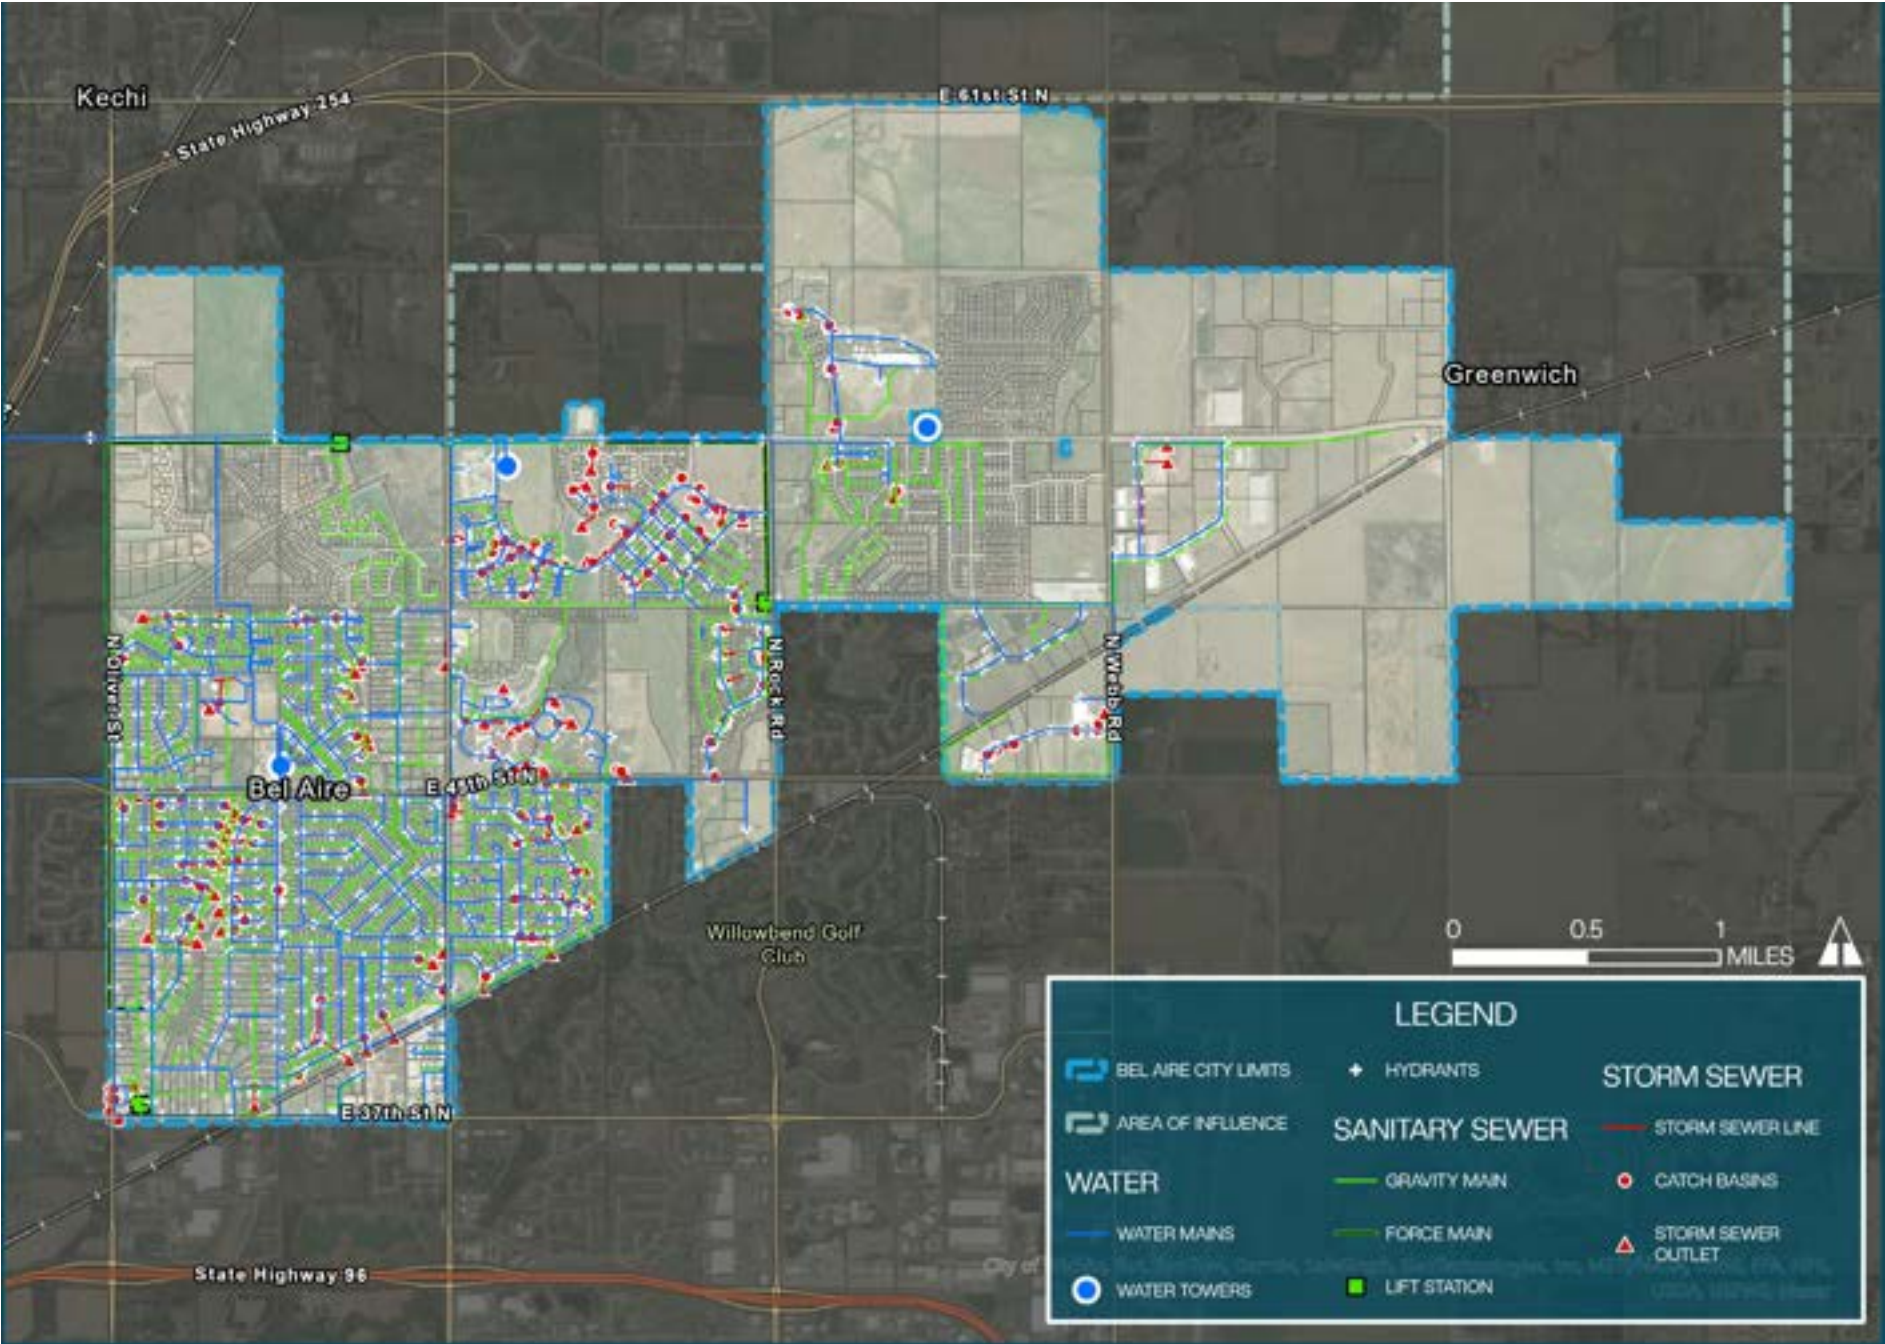 Kechi
State Highway 254
E 61st St N
Greenwich
N Oliver St
N Rock Rd
N Webb Rd
Bel Aire
E 45th St N
Willowbend Golf
Club
E 37th St N
State Highway 96
0 0.5 1
MILES
LEGEND
BEL AIRE CITY LIMITS
AREA OF INFLUENCE
WATER
WATER MAINS
WATER TOWERS
HYDRANTS
SANITARY SEWER
GRAVITY MAIN
FORCE MAIN
LIFT STATION
STORM SEWER
STORM SEWER LINE
CATCH BASINS
STORM SEWER
OUTLET
City of